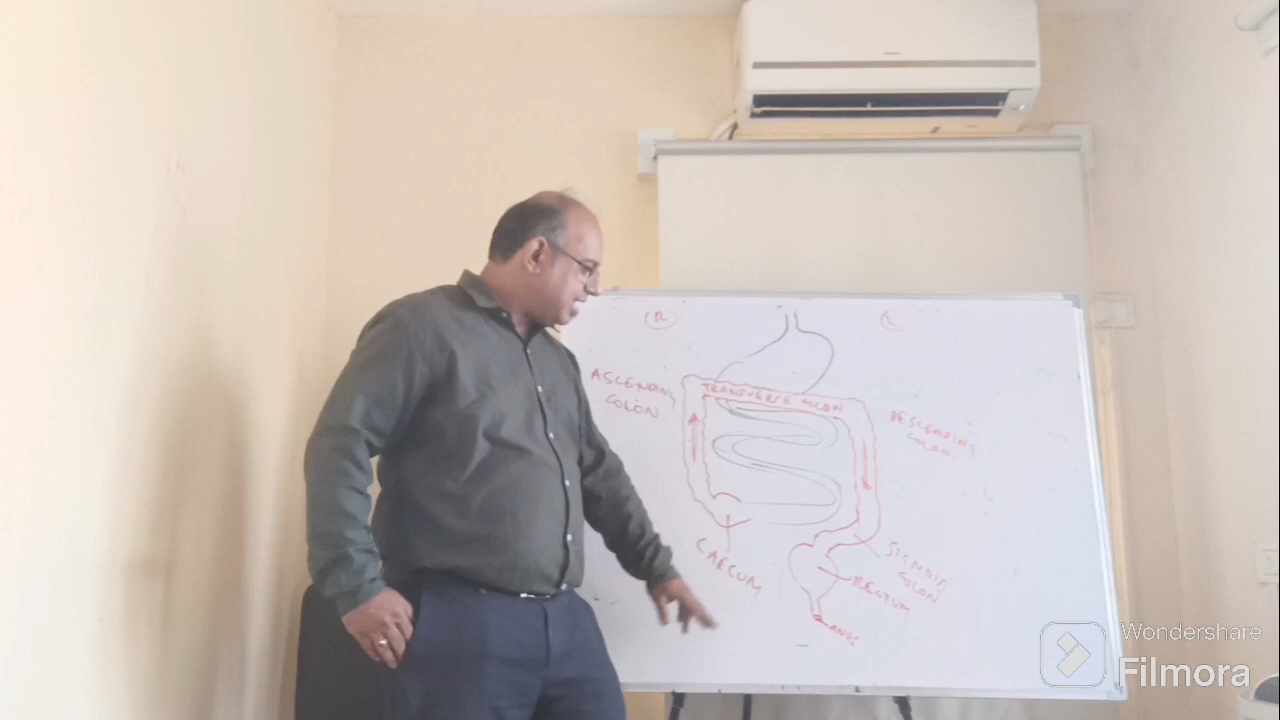 R
L
ASCENDING
COLON
TRANSVERSE COLON
DESCENDING
COLON
CAECUM
SIGMOID
COLON
RECTUM
ANUS
Wondershare
Filmora